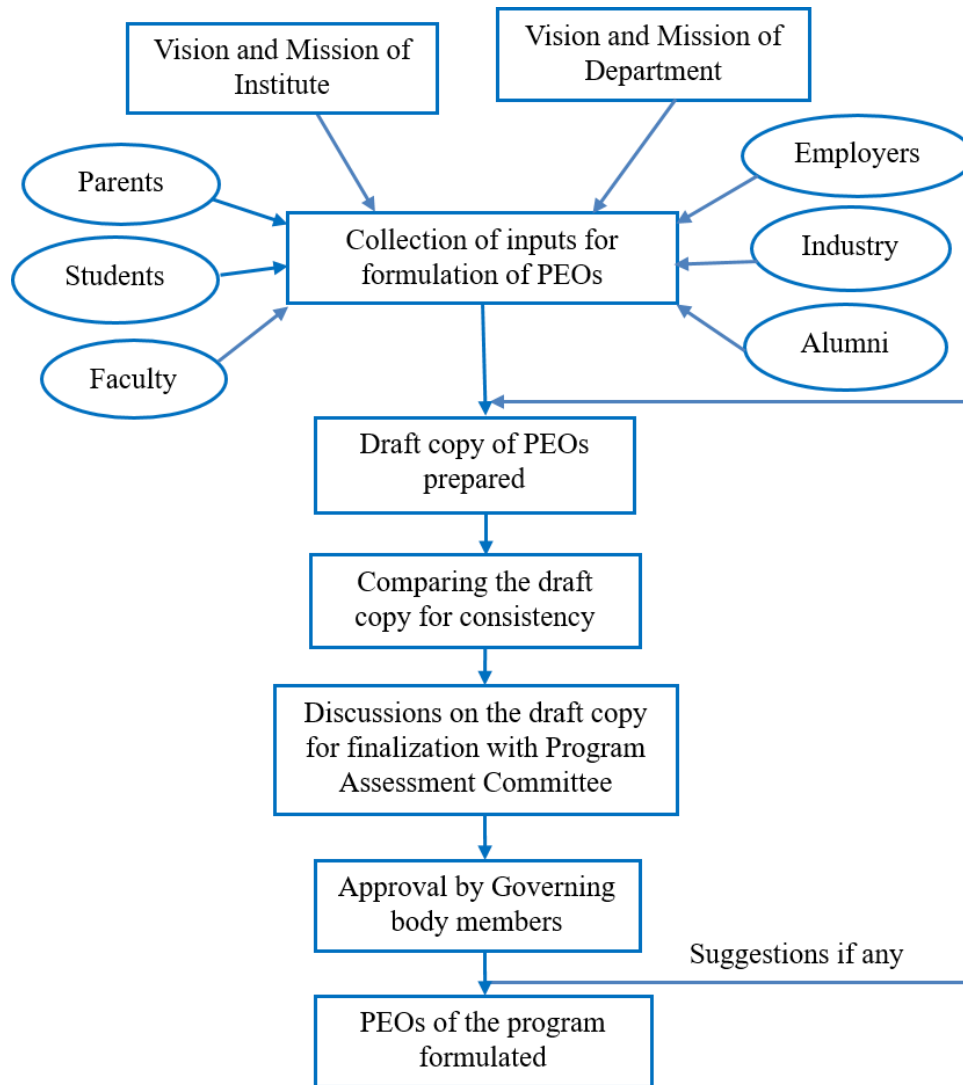 Vision and Mission of
Institute
Vision and Mission of
Department
Parents
Employers
Students
Collection of inputs for
formulation of PEOs
Industry
Faculty
Alumni
Draft copy of PEOs
prepared
Comparing the draft
copy for consistency
Discussions on the draft copy
for finalization with Program
Assessment Committee
Approval by Governing
body members
Suggestions if any
PEOs of the program
formulated